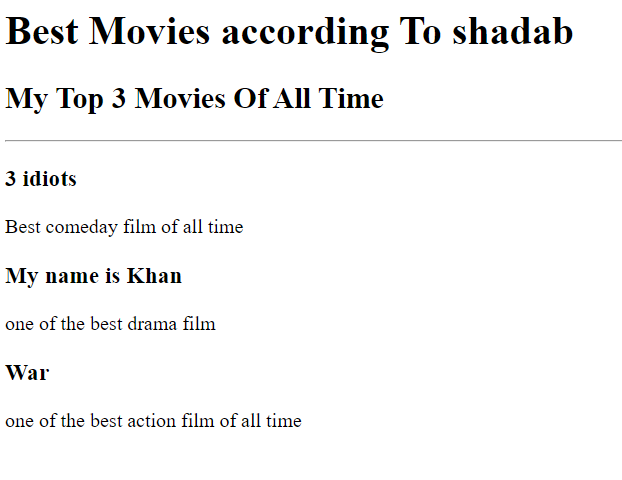 Best Movies according To shadab
My Top 3 Movies Of All Time
3 idiots
Best comeday film of all time
My name is Khan
one of the best drama film
War
one of the best action film of all time